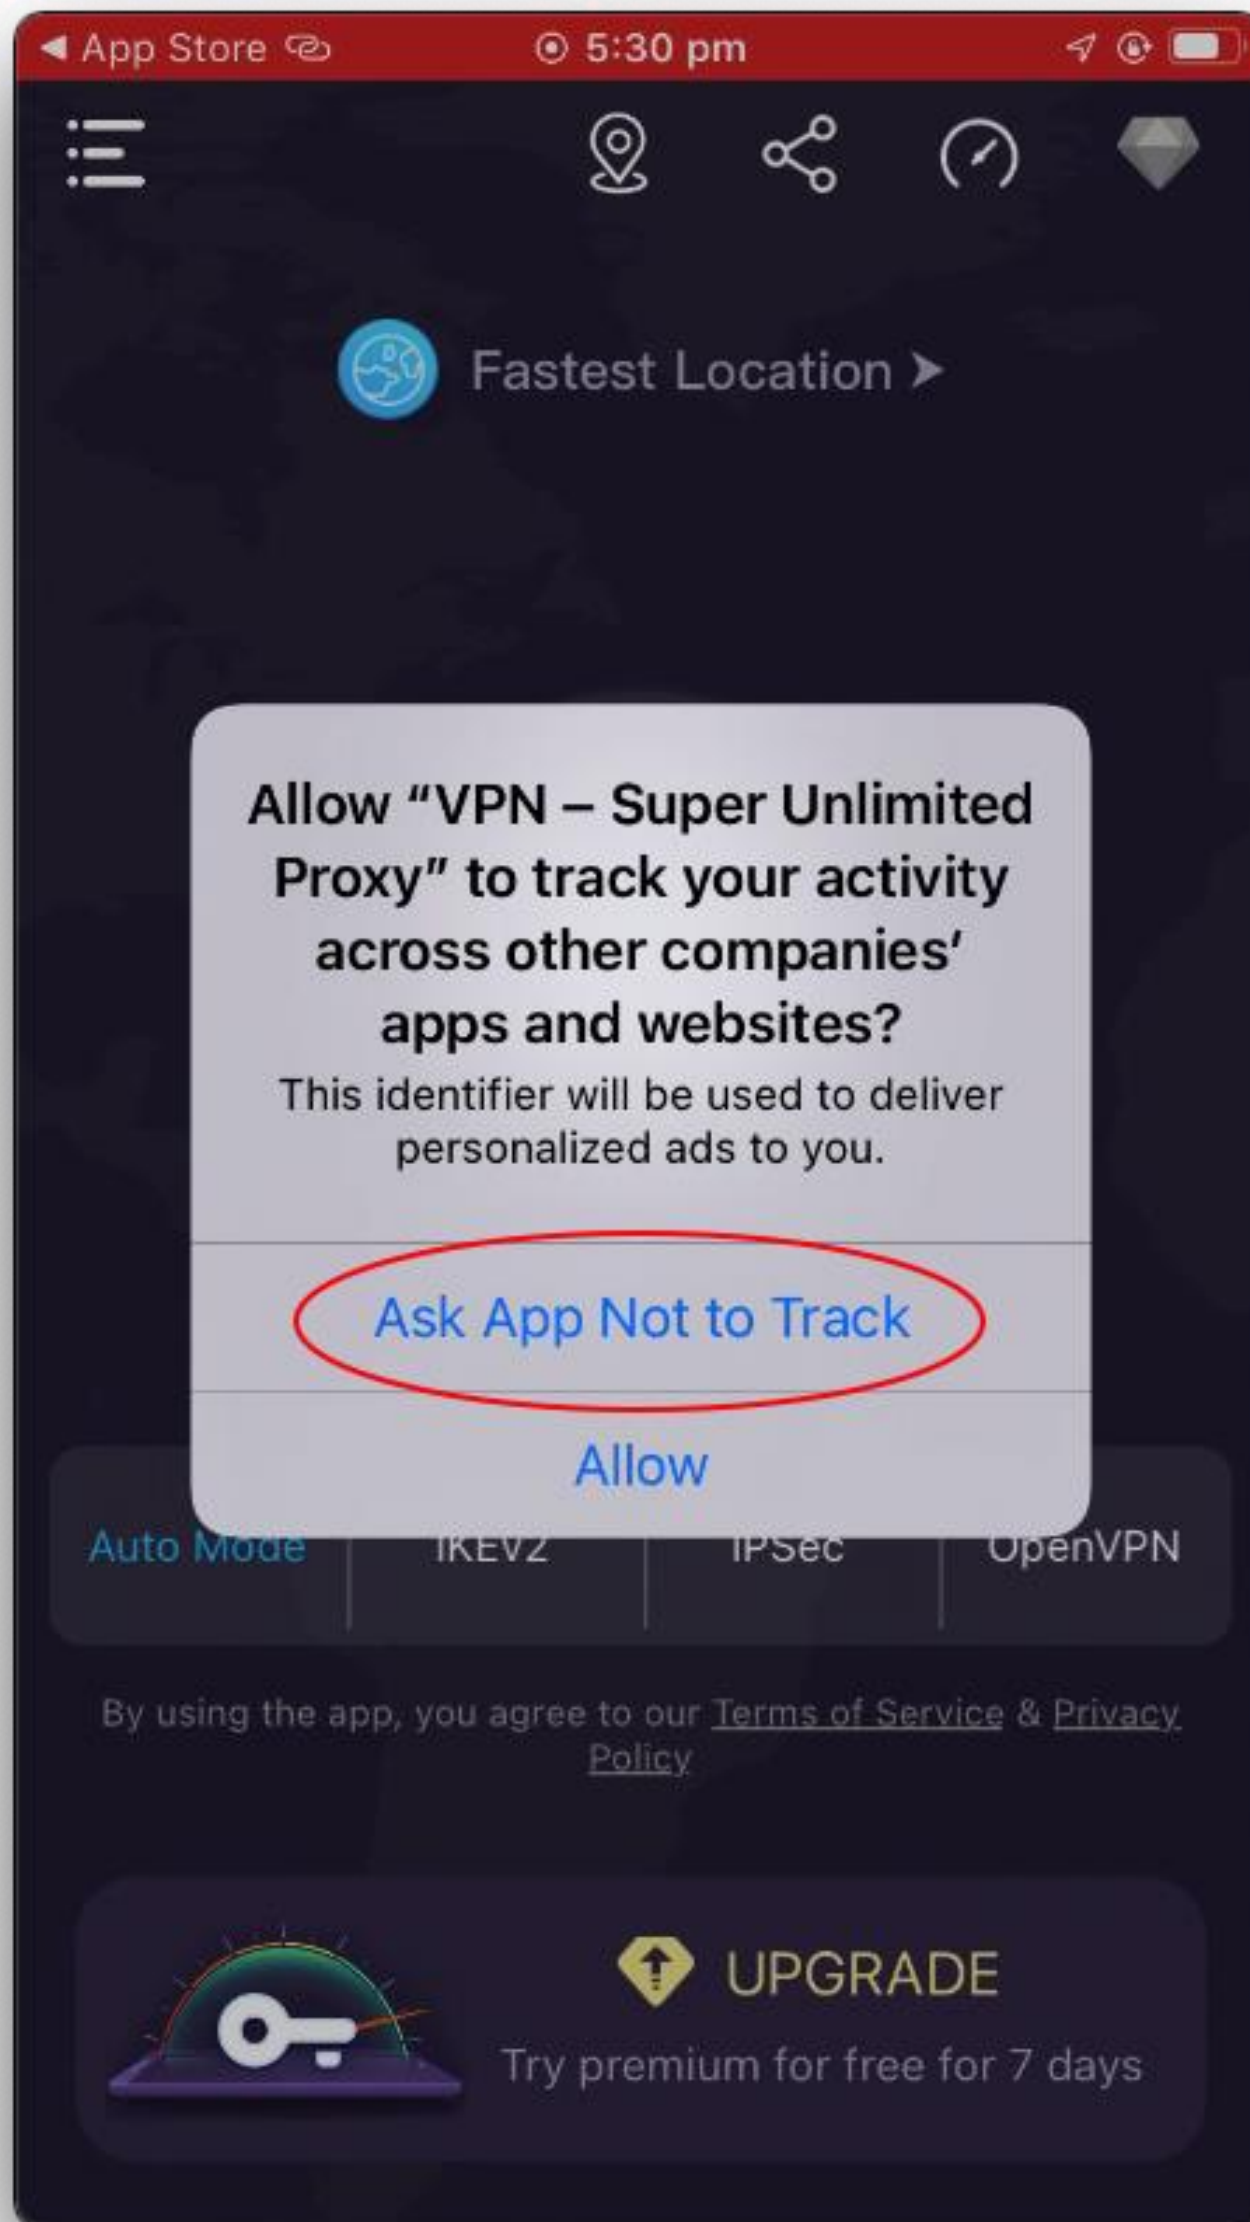 ◀ App Store 5:30 pm
Fastest Location ➤
Allow “VPN – Super Unlimited
Proxy” to track your activity
across other companies’
apps and websites?
This identifier will be used to deliver
personalized ads to you.
Ask App Not to Track
Allow
Auto Mode IKEV2 IPSec OpenVPN
By using the app, you agree to our Terms of Service & Privacy
Policy
UPGRADE
Try premium for free for 7 days